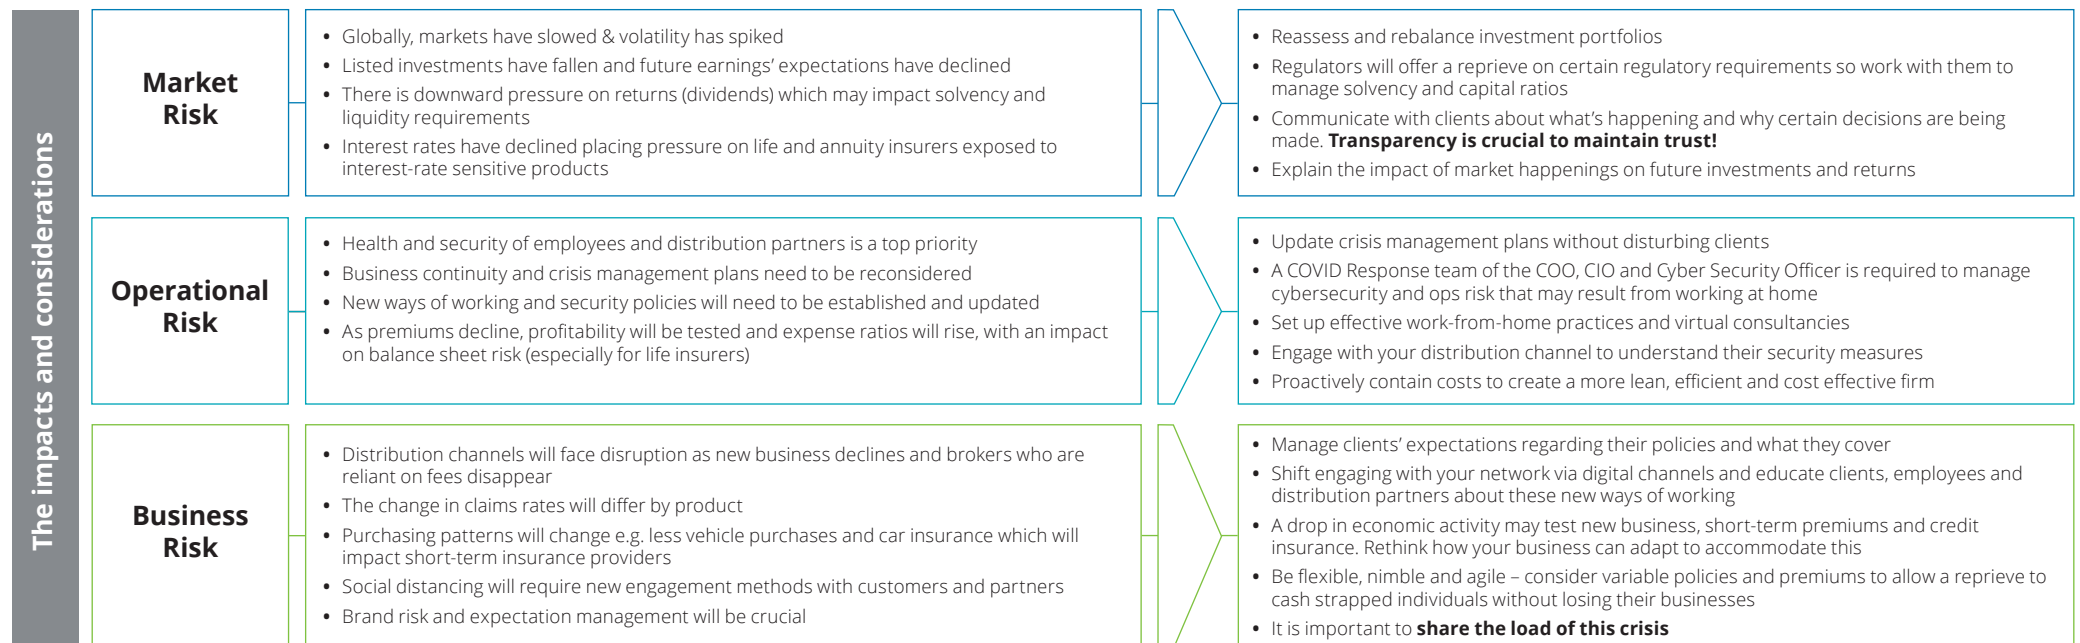 The impacts and considerations
Market
Risk
• Globally, markets have slowed & volatility has spiked
• Listed investments have fallen and future earnings’ expectations have declined
• There is downward pressure on returns (dividends) which may impact solvency and
liquidity requirements
• Interest rates have declined placing pressure on life and annuity insurers exposed to
interest-rate sensitive products
• Reassess and rebalance investment portfolios
• Regulators will offer a reprieve on certain regulatory requirements so work with them to
manage solvency and capital ratios
• Communicate with clients about what’s happening and why certain decisions are being
made. Transparency is crucial to maintain trust!
• Explain the impact of market happenings on future investments and returns
Operational
Risk
• Health and security of employees and distribution partners is a top priority
• Business continuity and crisis management plans need to be reconsidered
• New ways of working and security policies will need to be established and updated
• As premiums decline, profitability will be tested and expense ratios will rise, with an impact
on balance sheet risk (especially for life insurers)
• Update crisis management plans without disturbing clients
• A COVID Response team of the COO, CIO and Cyber Security Officer is required to manage
cybersecurity and ops risk that may result from working at home
• Set up effective work-from-home practices and virtual consultancies
• Engage with your distribution channel to understand their security measures
• Proactively contain costs to create a more lean, efficient and cost effective firm
Business
Risk
• Distribution channels will face disruption as new business declines and brokers who are
reliant on fees disappear
• The change in claims rates will differ by product
• Purchasing patterns will change e.g. less vehicle purchases and car insurance which will
impact short-term insurance providers
• Social distancing will require new engagement methods with customers and partners
• Brand risk and expectation management will be crucial
• Manage clients’ expectations regarding their policies and what they cover
• Shift engaging with your network via digital channels and educate clients, employees and
distribution partners about these new ways of working
• A drop in economic activity may test new business, short-term premiums and credit
insurance. Rethink how your business can adapt to accommodate this
• Be flexible, nimble and agile – consider variable policies and premiums to allow a reprieve to
cash strapped individuals without losing their businesses
• It is important to share the load of this crisis